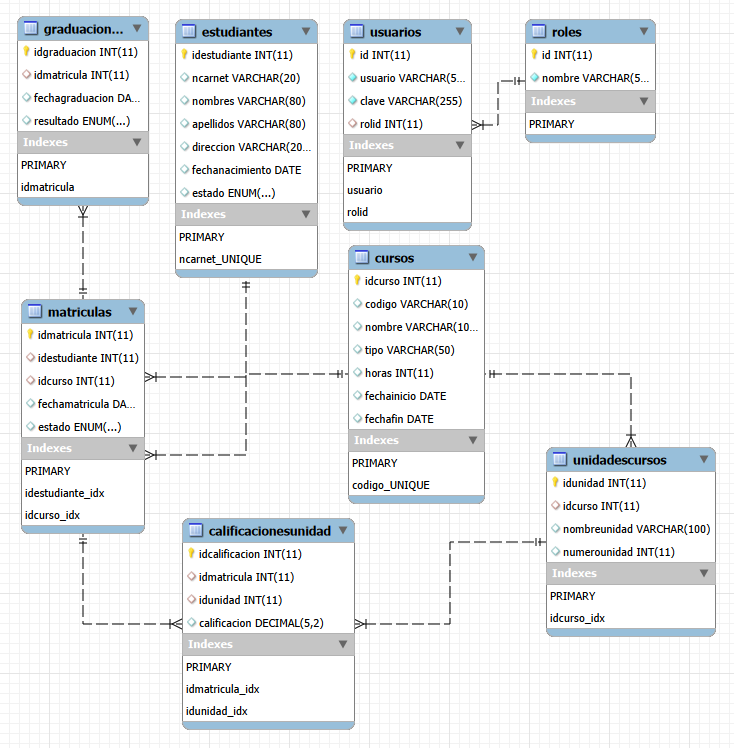 graduacion...
idgraduacion INT(11)
idmatricula INT(11)
fechagraduacion DA...
resultado ENUM(...)
Indexes
PRIMARY
idmatricula
estudiantes
idestudiante INT(11)
ncarnet VARCHAR(20)
nombres VARCHAR(80)
apellidos VARCHAR(80)
direccion VARCHAR(20...
fechanacimiento DATE
estado ENUM(...)
Indexes
PRIMARY
ncarnet_UNIQUE
usuarios
id INT(11)
usuario VARCHAR(5...
clave VARCHAR(255)
rolid INT(11)
Indexes
PRIMARY
usuario
rolid
roles
id INT(11)
nombre VARCHAR(5...
Indexes
PRIMARY
matriculas
idmatricula INT(11)
idestudiante INT(11)
idcurso INT(11)
fechamatricula DA...
estado ENUM(...)
Indexes
PRIMARY
idestudiante_idx
idcurso_idx
cursos
idcurso INT(11)
codigo VARCHAR(10)
nombre VARCHAR(10...
tipo VARCHAR(50)
horas INT(11)
fechainicio DATE
fechafin DATE
Indexes
PRIMARY
codigo_UNIQUE
unidadescursos
idunidad INT(11)
idcurso INT(11)
nombreunidad VARCHAR(100)
numerounidad INT(11)
Indexes
PRIMARY
idcurso_idx
calificacionesunidad
idcalificacion INT(11)
idmatricula INT(11)
idunidad INT(11)
calificacion DECIMAL(5,2)
Indexes
PRIMARY
idmatricula_idx
idunidad_idx